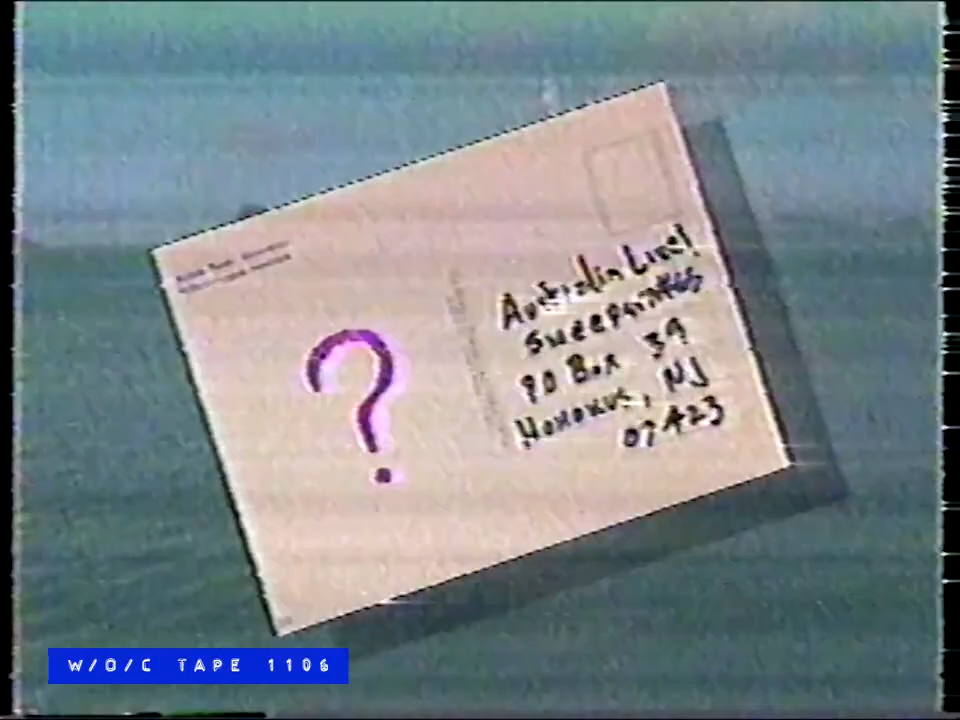 ?
Australia Live!
Sweepstakes
PO Box 39
HoHoKus, NJ
07423
W/O/C TAPE 1106